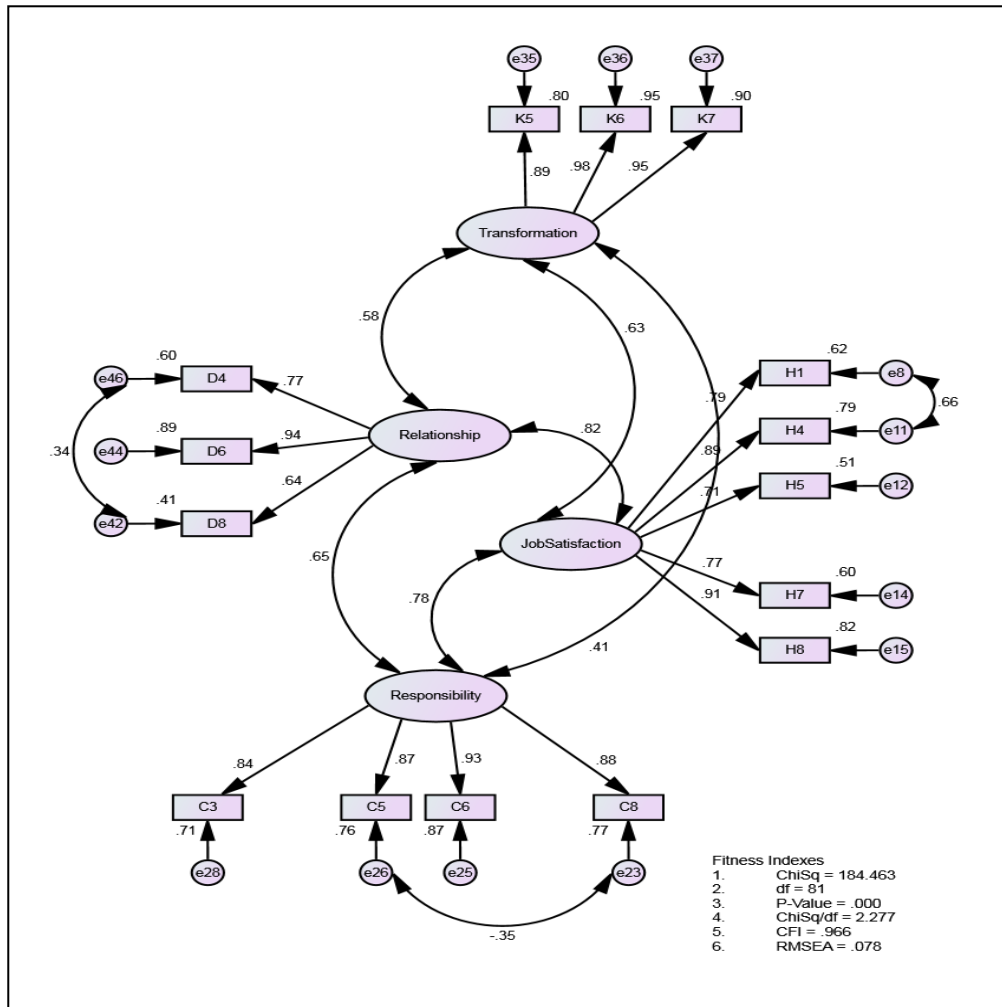 e35 e36 e37
.80 .95 .90
K5 K6 K7
.89 .98 .95
Transformation
.58 .63
.60 .62
e46 D4 .77 H1 e8
.79 .66
.89 .79
e44 D6 .94 Relationship .82 H4 e11
.34 .89 .51
.64 .71 H5 e12
.41
e42 D8
JobSatisfaction
.65 .77 .60
.78 H7 e14
.91 .82
.41 H8 e15
Responsibility
.84 .87 .93 .88
C3 C5 C6 C8
.71 .76 .87 .77
e28 e26 e25 e23
-.35
Fitness Indexes
1. ChiSq = 184.463
2. df = 81
3. P-Value = .000
4. ChiSq/df = 2.277
5. CFI = .966
6. RMSEA = .078